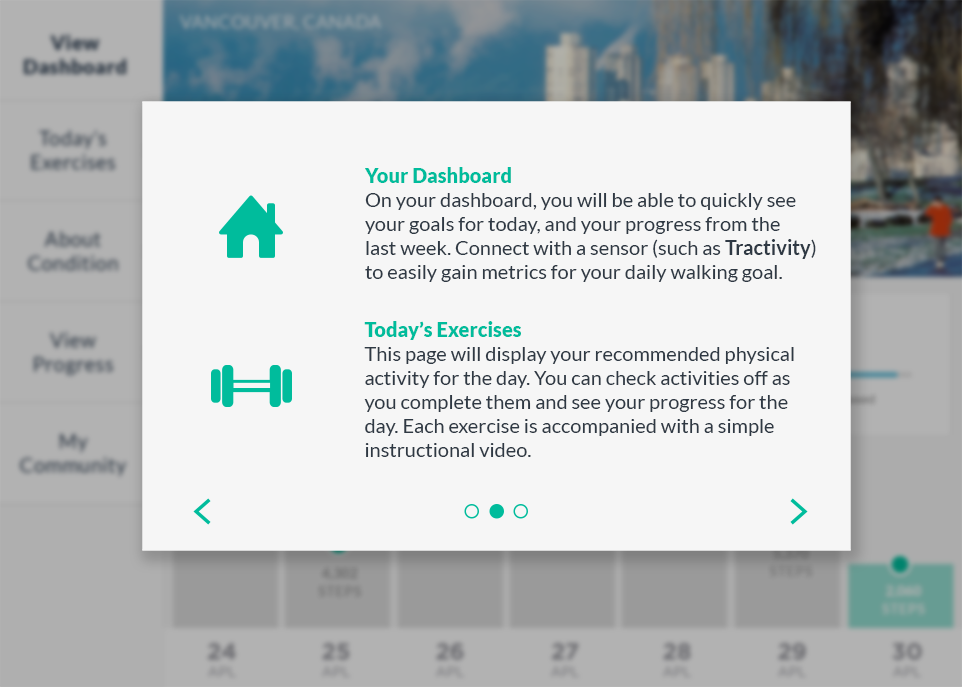 VANCOUVER, CANADA
View
Dashboard
Today's
Exercises
About
Condition
View
Progress
My
Community
Your Dashboard
On your dashboard, you will be able to quickly see
your goals for today, and your progress from the
last week. Connect with a sensor (such as Tractivity)
to easily gain metrics for your daily walking goal.
Today’s Exercises
This page will display your recommended physical
activity for the day. You can check activities off as
you complete them and see your progress for the
day. Each exercise is accompanied with a simple
instructional video.
4,302
STEPS
STEPS
2,060
STEPS
24
25
26
27
28
29
30
APL
APL
APL
APL
APL
APL
APL